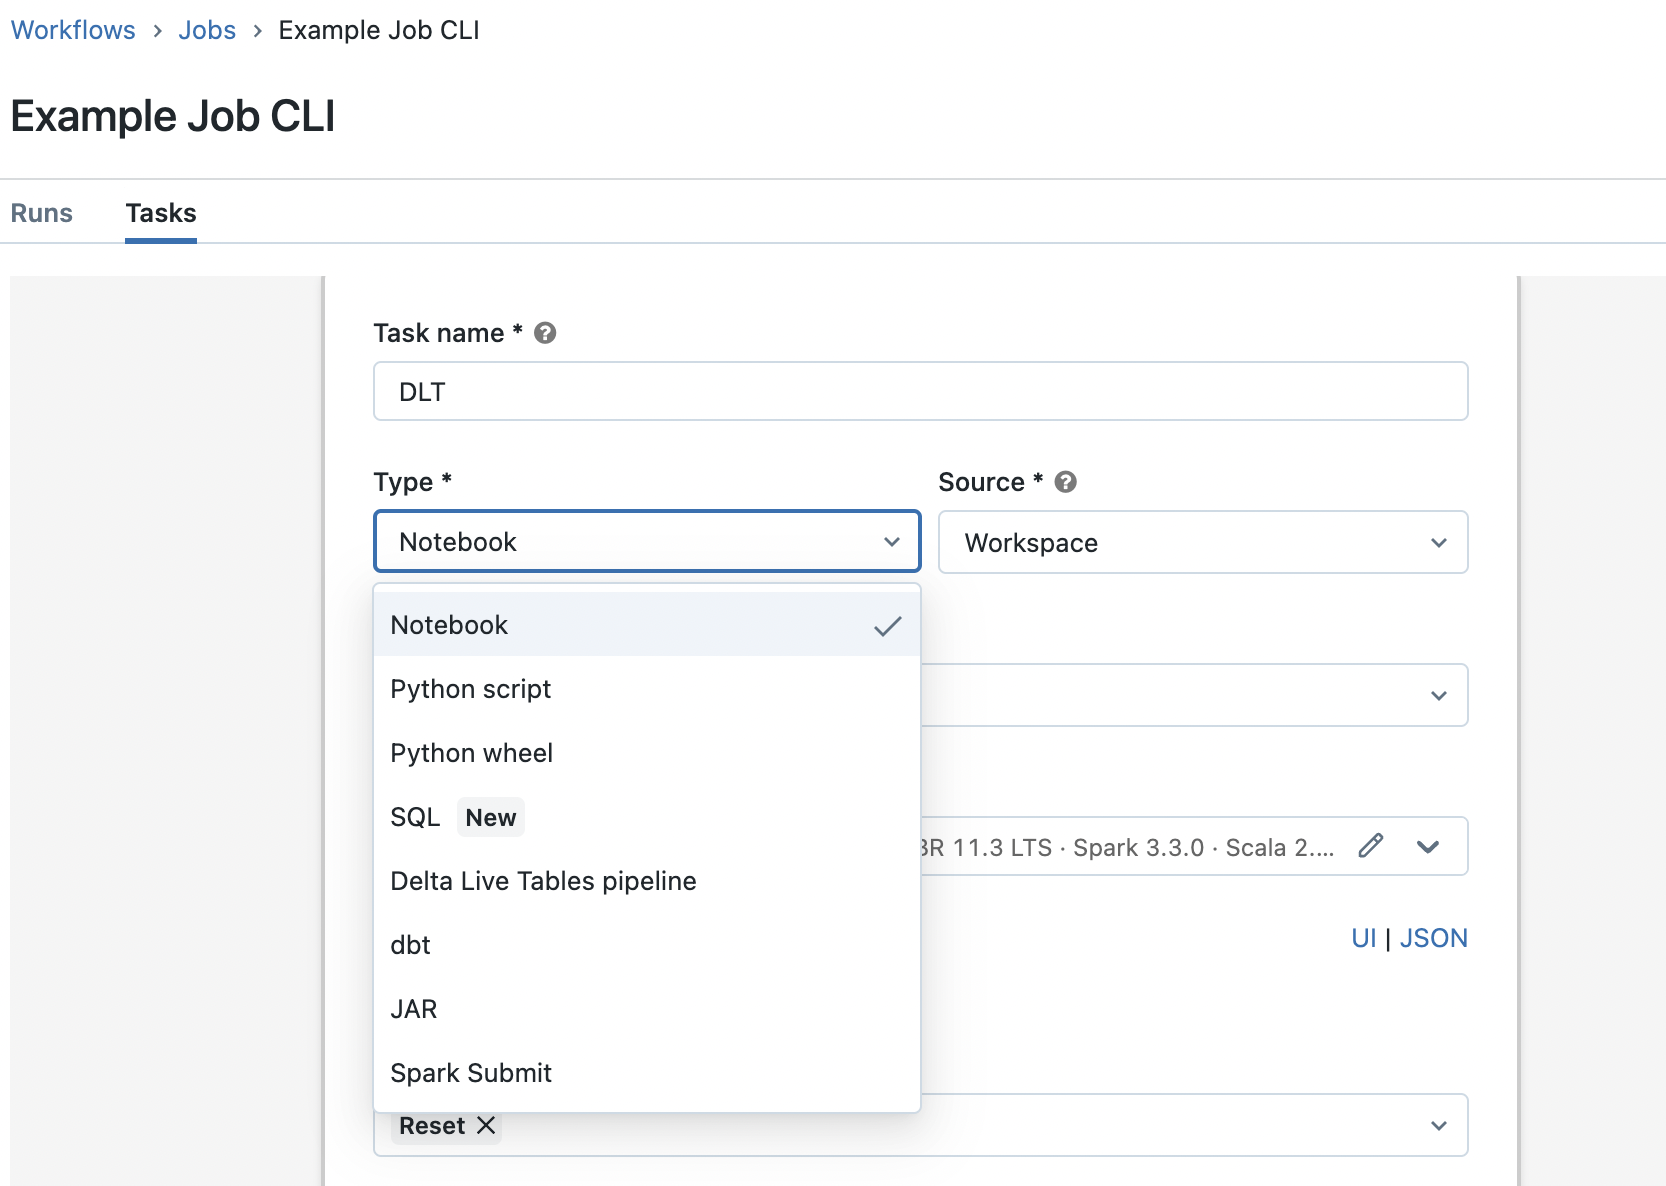 Workflows > Jobs > Example Job CLI
Example Job CLI
Runs Tasks
Task name * ?
DLT
Type * Source * ?
Notebook Workspace
Notebook
Python script
Python wheel
SQL New
Delta Live Tables pipeline
11.3 LTS · Spark 3.3.0 · Scala 2....
dbt
UI | JSON
JAR
Spark Submit
Reset